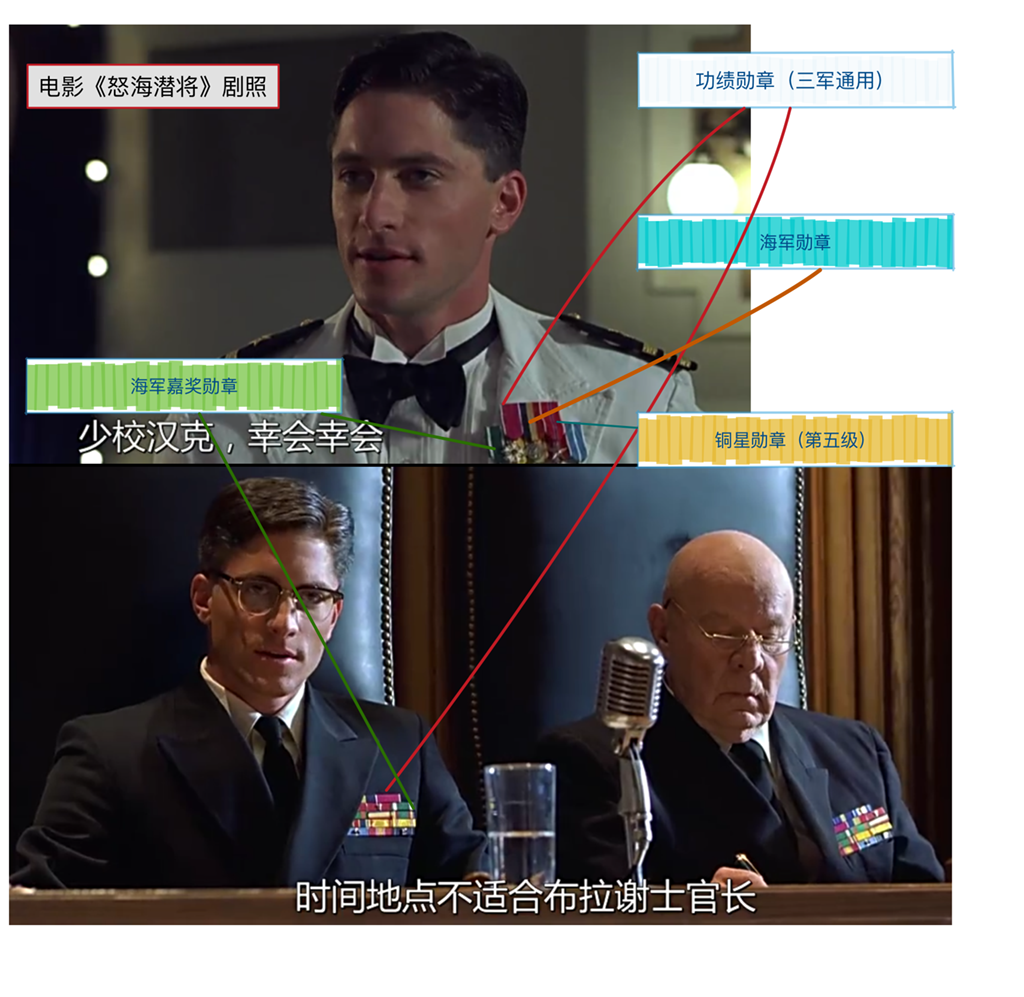 电影《怒海潜将》剧照
功绩勋章（三军通用）
海军勋章
海军嘉奖勋章
铜星勋章（第五级）
少校汉克，幸会幸会
时间地点不适合布拉谢士官长